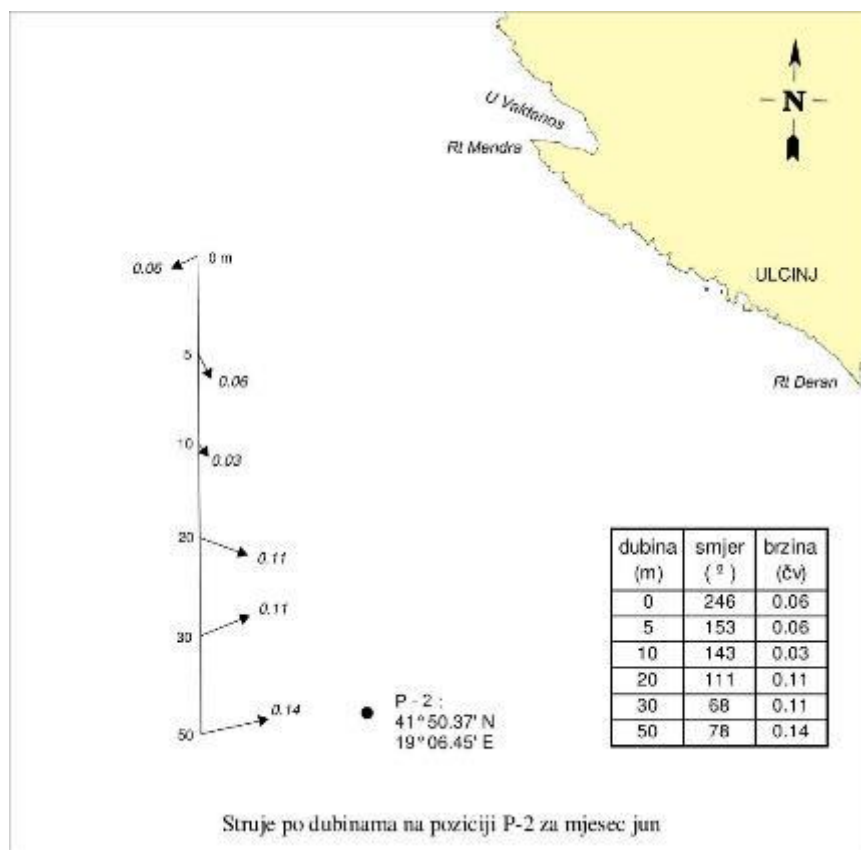 U Valdanos
Rt Mendra
N
ULCINJ
Rt Deran
0.06
0 m
5
0.06
10
0.03
20
0.11
30
0.11
50
0.14
P - 2 :
41° 50.37' N
19° 06.45' E
dubina (m) smjer (º) brzina (čv)
0 246 0.06
5 153 0.06
10 143 0.03
20 111 0.11
30 68 0.11
50 78 0.14
Struje po dubinama na poziciji P-2 za mjesec jun